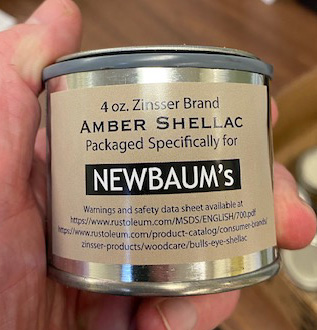 4 oz. Zinsser Brand
AMBER SHELLAC
Packaged Specifically for
NEWBAUM's
Warnings and safety data sheet available at
https://www.rustoleum.com/MSDS/ENGLISH/700.pdf
https://www.rustoleum.com/product-catalog/consumer-brands/
zinsser-products/woodcare/bulls-eye-shellac